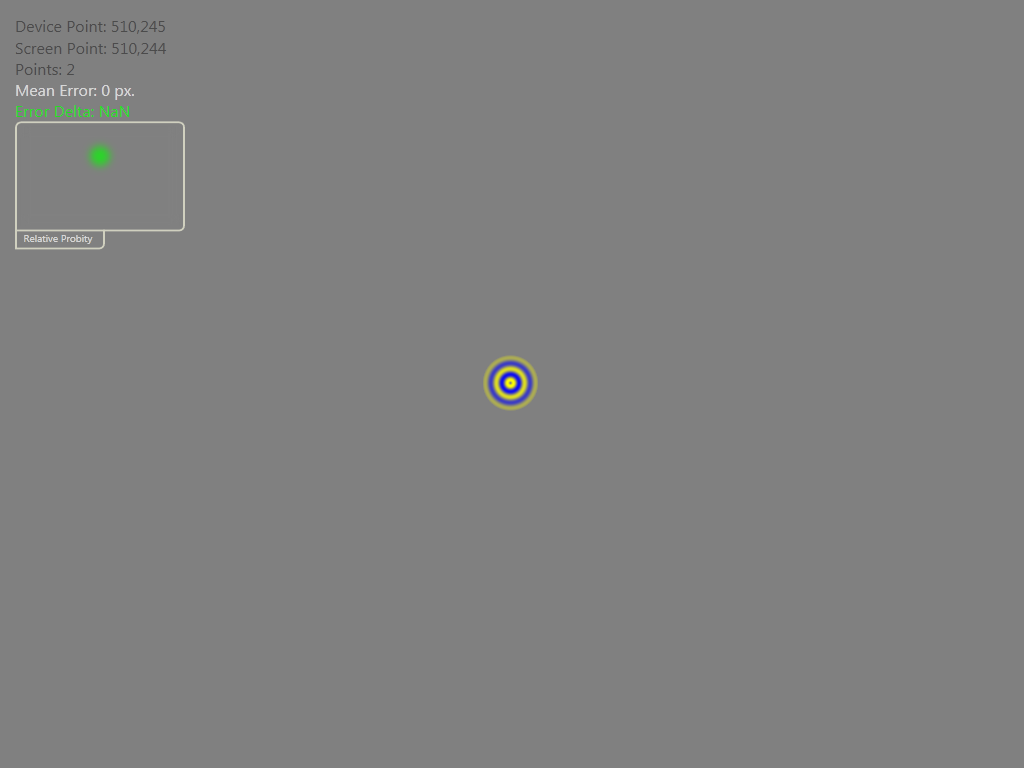 Device Point: 510,245
Screen Point: 510,244
Points: 2
Mean Error: 0 px.
Error Delta: NaN
Relative Probity